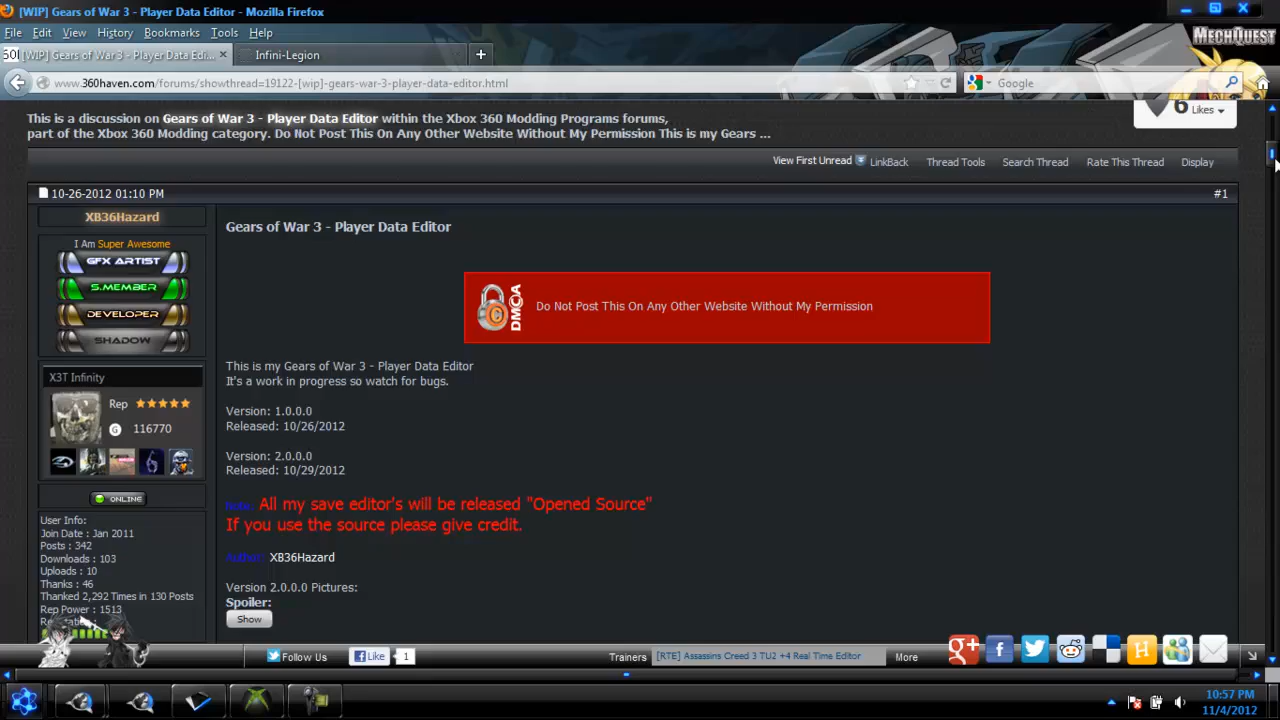 [WIP] Gears of War 3 - Player Data Editor - Mozilla Firefox
File Edit View History Bookmarks Tools Help
MechQuest
[WIP] Gears of War 3 - Player Data Edi... × Infini-Legion +
www.360haven.com/forums/showthread=19122-[wip]-gears-war-3-player-data-editor.html
Google
This is a discussion on Gears of War 3 - Player Data Editor within the Xbox 360 Modding Programs forums,
part of the Xbox 360 Modding category. Do Not Post This On Any Other Website Without My Permission This is my Gears ...
6 Likes
View First Unread LinkBack Thread Tools Search Thread Rate This Thread Display
10-26-2012 01:10 PM #1
XB36Hazard
I Am Super Awesome
GFX ARTIST
S.MEMBER
DEVELOPER
SHADOW
X3T Infinity
Rep
G 116770
ONLINE
User Info:
Join Date : Jan 2011
Posts : 342
Downloads : 103
Uploads : 10
Thanks : 46
Thanked 2,292 Times in 130 Posts
Rep Power : 1513
Gears of War 3 - Player Data Editor
DMCA
Do Not Post This On Any Other Website Without My Permission
This is my Gears of War 3 - Player Data Editor
It's a work in progress so watch for bugs.
Version: 1.0.0.0
Released: 10/26/2012
Version: 2.0.0.0
Released: 10/29/2012
Note: All my save editor's will be released "Opened Source"
If you use the source please give credit.
Author: XB36Hazard
Version 2.0.0.0 Pictures:
Spoiler:
Show
Follow Us Like 1 Trainers [RTE] Assassins Creed 3 TU2 +4 Real Time Editor More
10:57 PM
11/4/2012